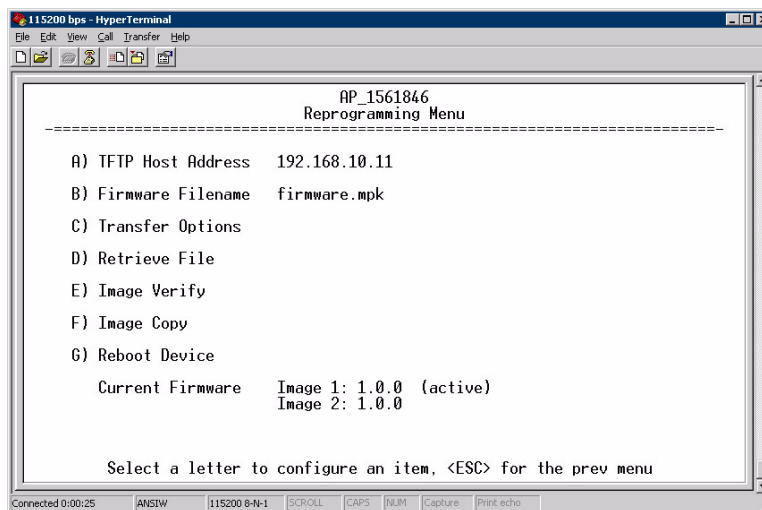 115200 bps - HyperTerminal
File Edit View Call Transfer Help
AP_1561846
Reprogramming Menu
-==========================================================================-
A) TFTP Host Address 192.168.10.11
B) Firmware Filename firmware.mpk
C) Transfer Options
D) Retrieve File
E) Image Verify
F) Image Copy
G) Reboot Device
Current Firmware Image 1: 1.0.0 (active)
Image 2: 1.0.0
Select a letter to configure an item, <ESC> for the prev menu
Connected 0:00:25 ANSIW 115200 8-N-1 SCROLL CAPS NUM Capture Print echo